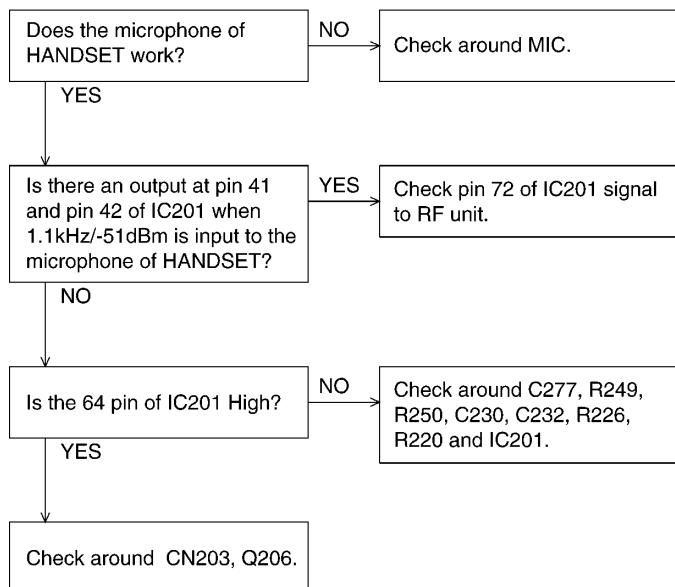 Does the microphone of
HANDSET work?
NO
Check around MIC.
YES
Is there an output at pin 41
and pin 42 of IC201 when
1.1kHz/-51dBm is input to the
microphone of HANDSET?
YES
Check pin 72 of IC201 signal
to RF unit.
NO
Is the 64 pin of IC201 High?
NO
Check around C277, R249,
R250, C230, C232, R226,
R220 and IC201.
YES
Check around CN203, Q206.